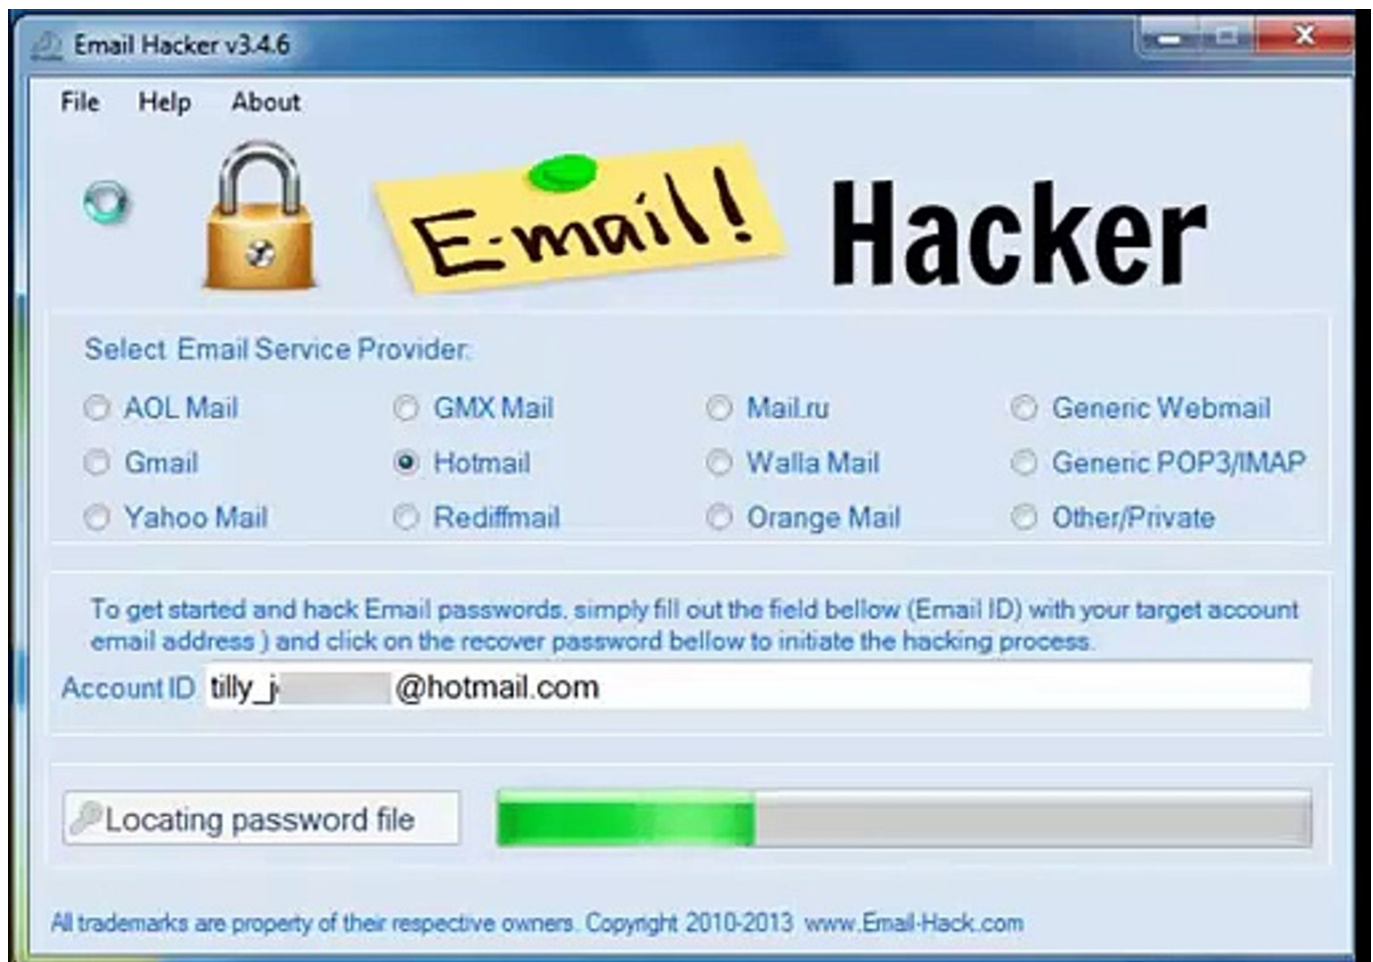 Email Hacker v3.4.6
File Help About
E-mail! Hacker
Select Email Service Provider:
AOL Mail GMX Mail Mail.ru Generic Webmail
Gmail Hotmail Walla Mail Generic POP3/IMAP
Yahoo Mail Rediffmail Orange Mail Other/Private
To get started and hack Email passwords, simply fill out the field bellow (Email ID) with your target account
email address ) and click on the recover password bellow to initiate the hacking process.
Account ID tilly_j @hotmail.com
Locating password file
All trademarks are property of their respective owners. Copyright 2010-2013 www.Email-Hack.com